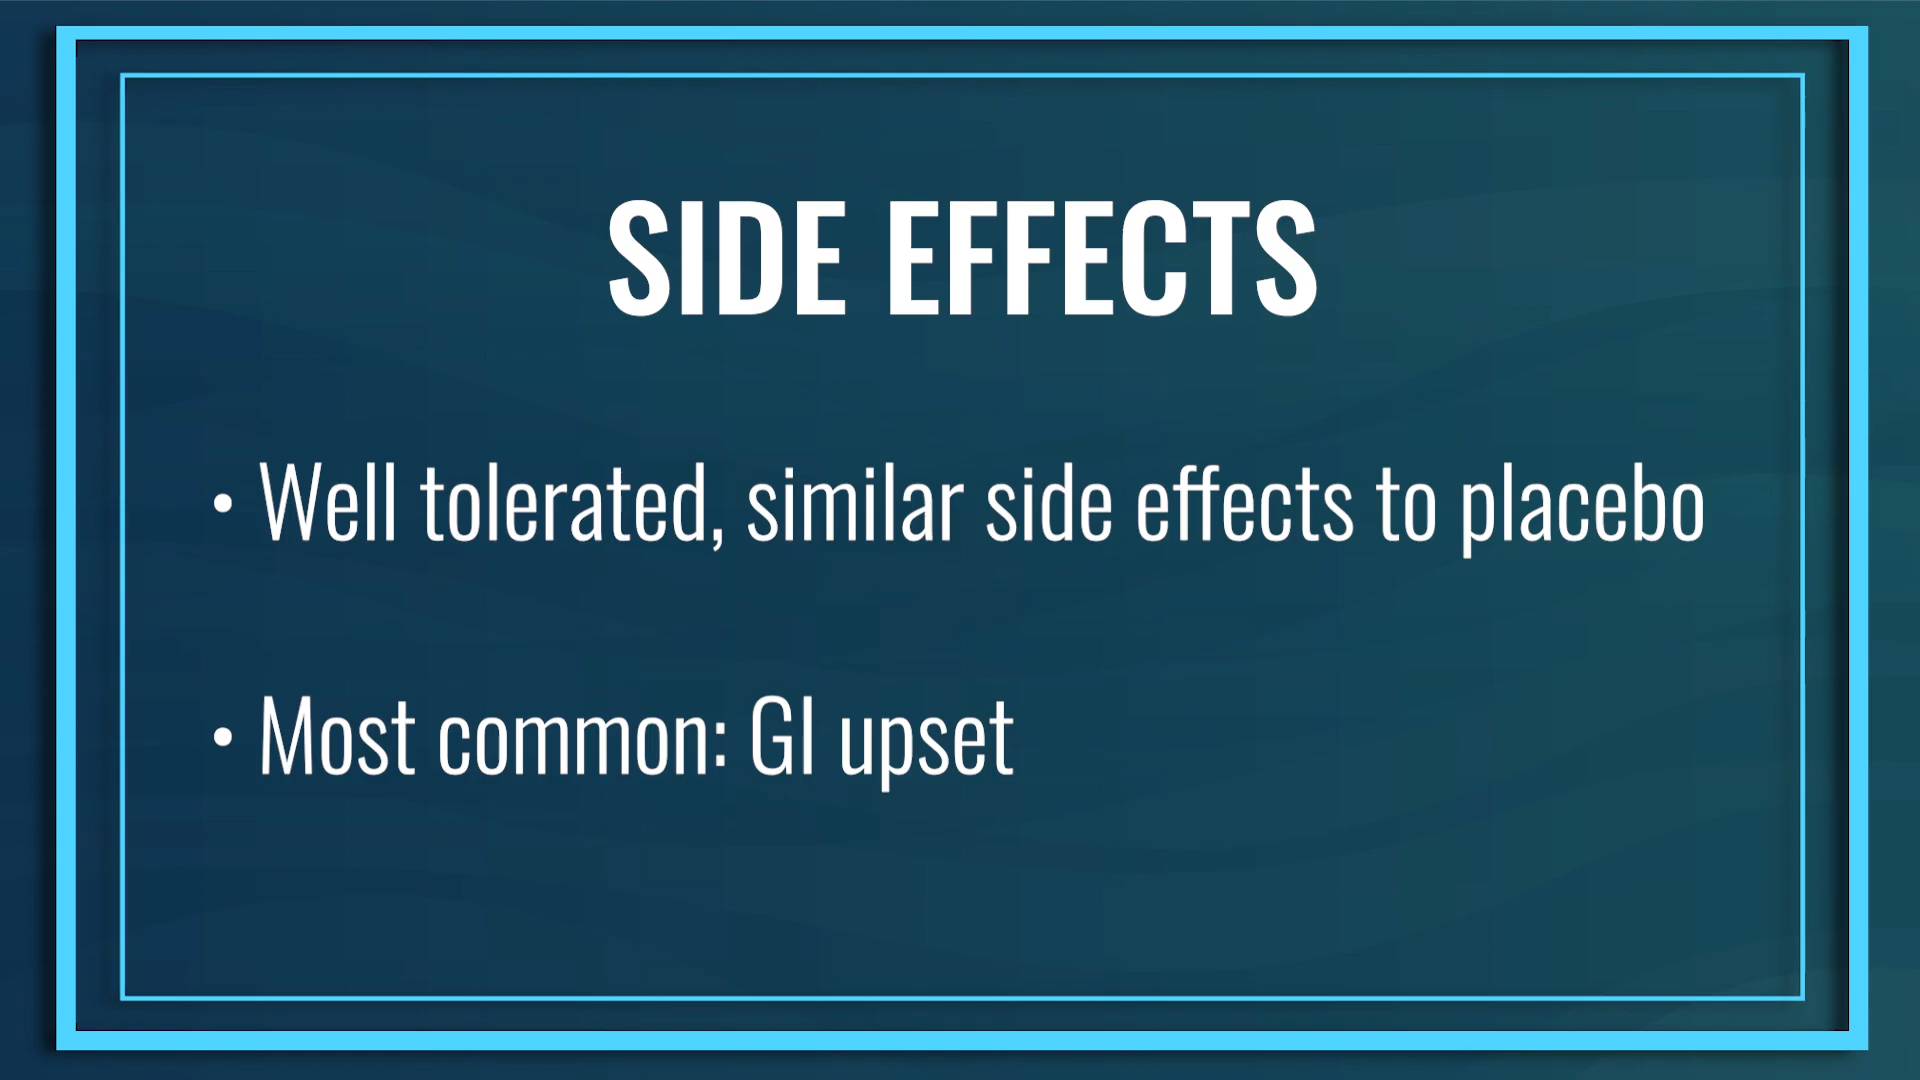 SIDE EFFECTS
• Well tolerated, similar side effects to placebo
• Most common: GI upset